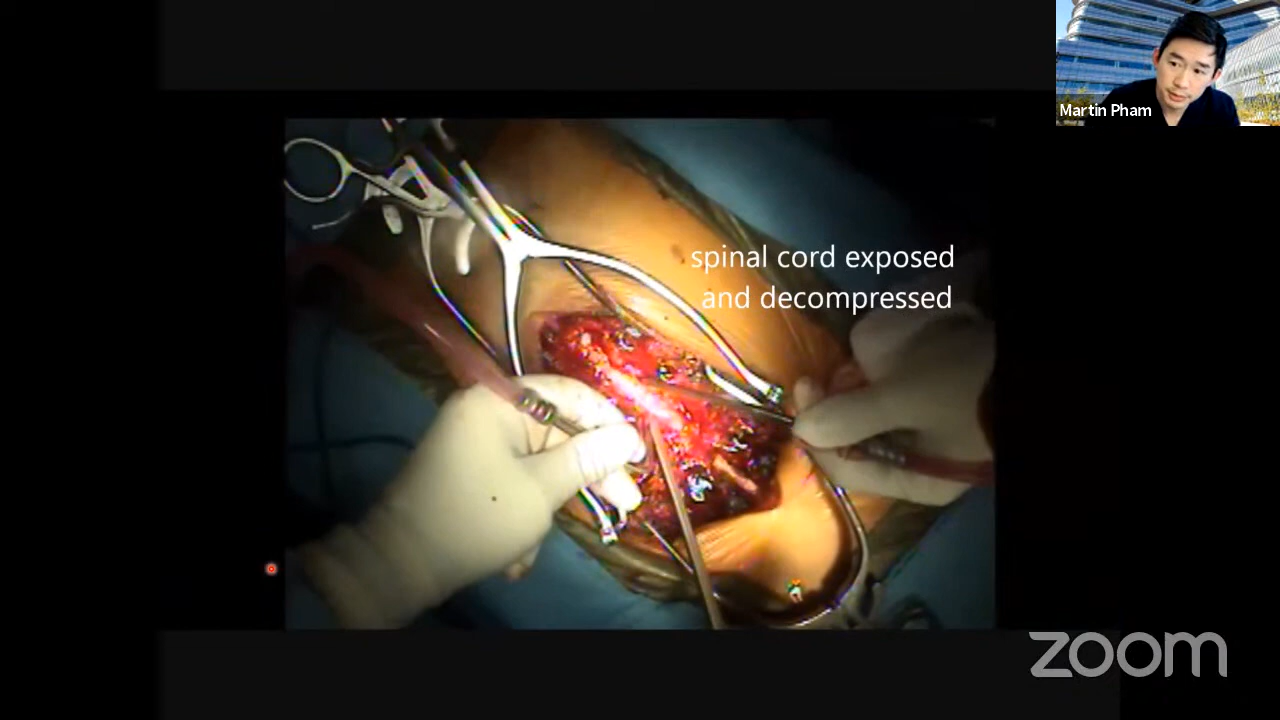 Martin Pham
spinal cord exposed
and decompressed
zoom